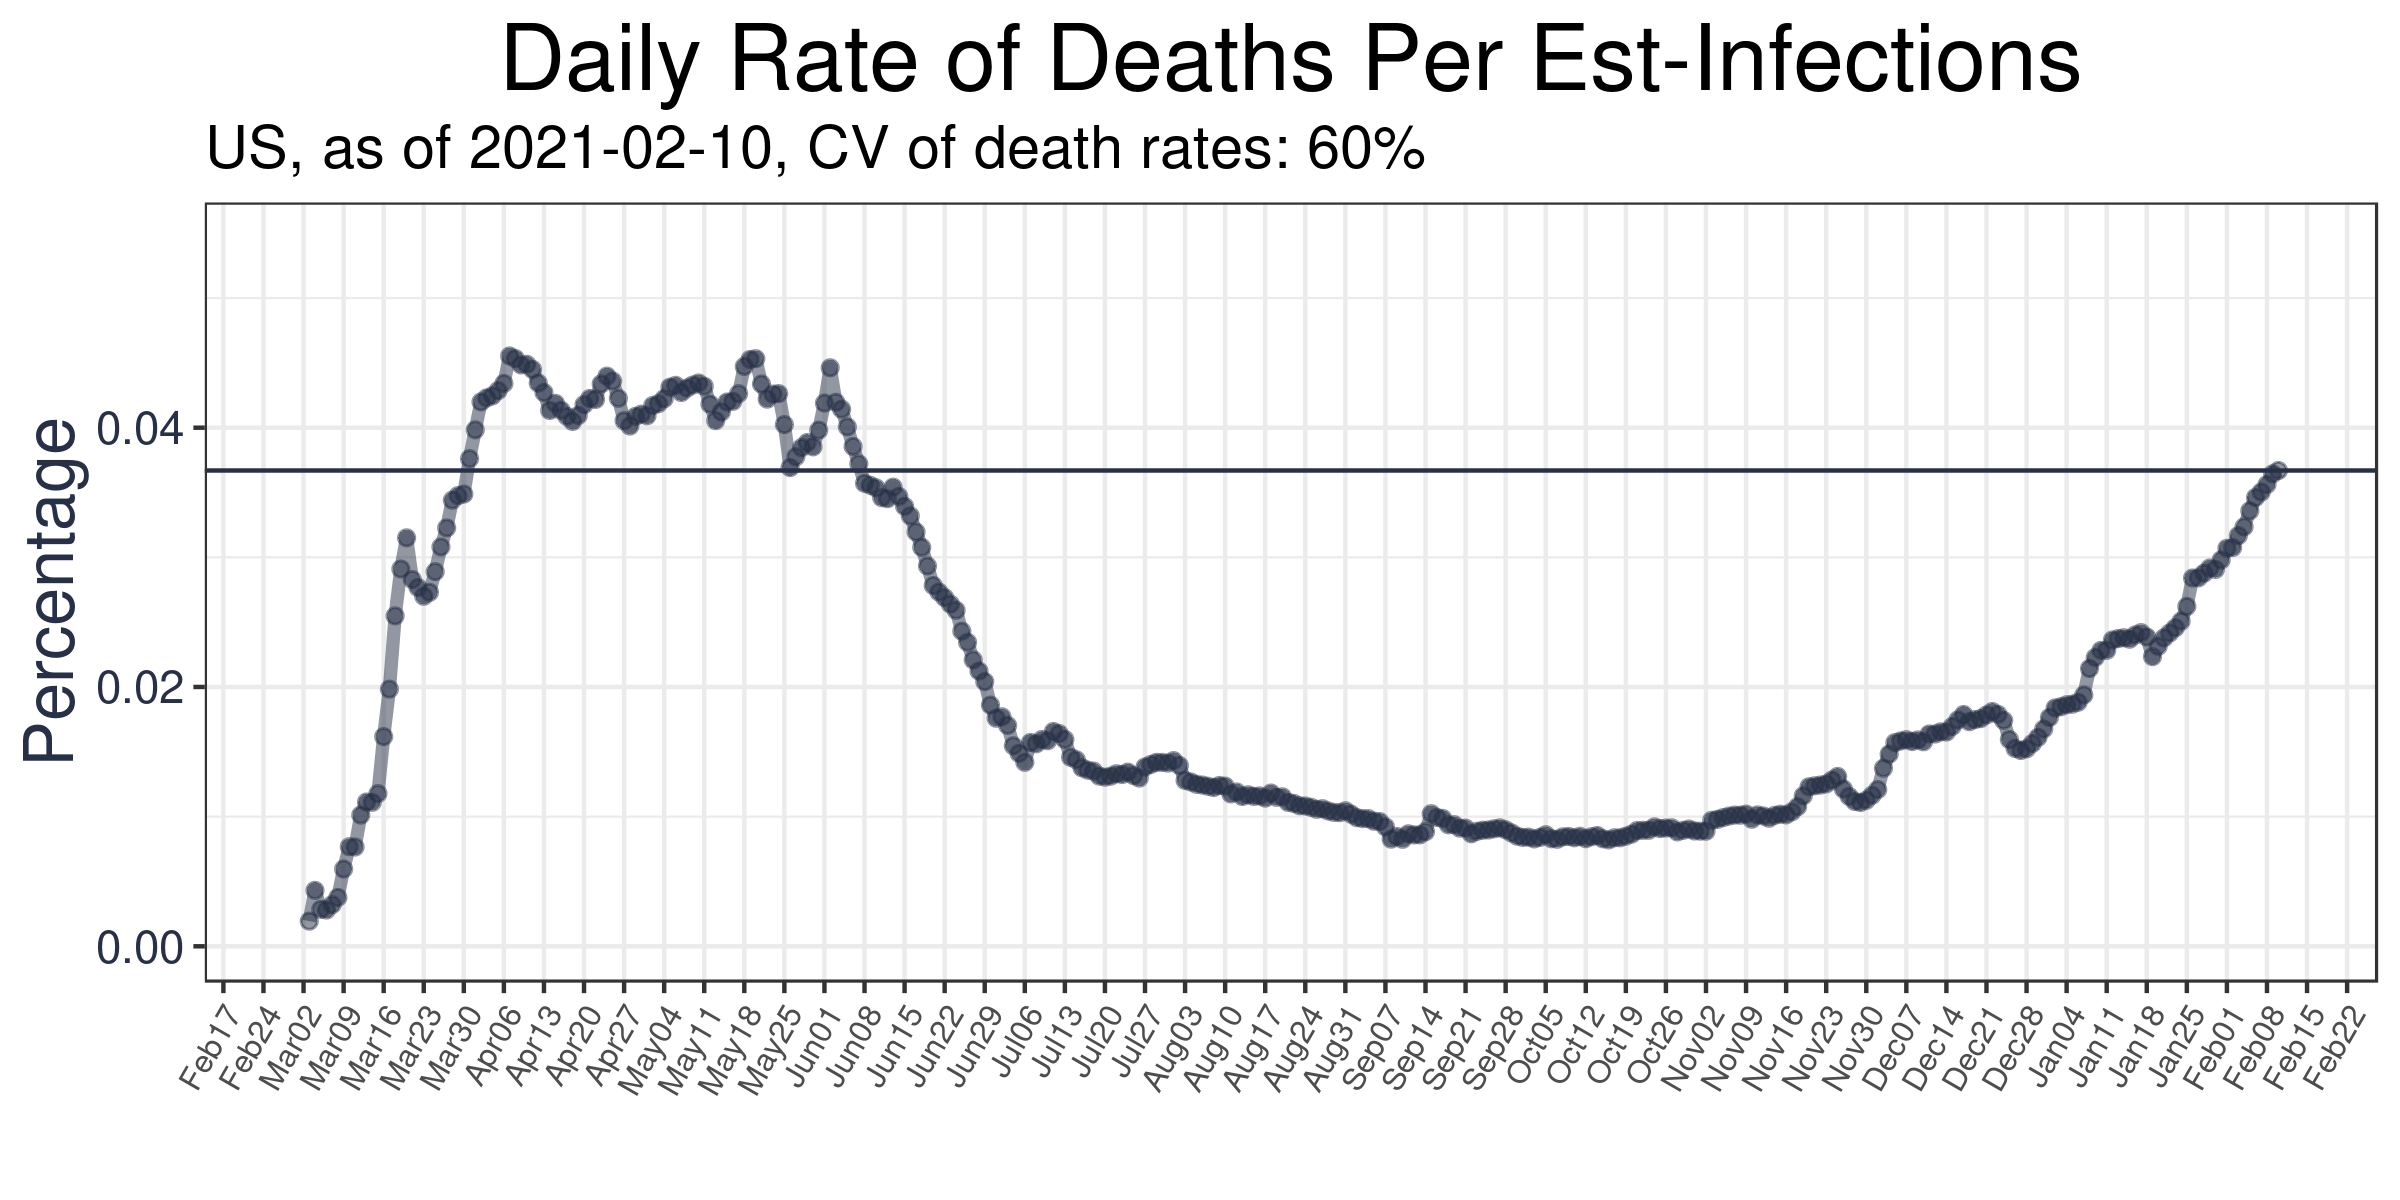 Daily Rate of Deaths Per Est-Infections
US, as of 2021-02-10, CV of death rates: 60%
Percentage
0.04
0.02
0.00
Feb17
Feb24
Mar02
Mar09
Mar16
Mar23
Mar30
Apr06
Apr13
Apr20
Apr27
May04
May11
May18
May25
Jun01
Jun08
Jun15
Jun22
Jun29
Jul06
Jul13
Jul20
Jul27
Aug03
Aug10
Aug17
Aug24
Aug31
Sep07
Sep14
Sep21
Sep28
Oct05
Oct12
Oct19
Oct26
Nov02
Nov09
Nov16
Nov23
Nov30
Dec07
Dec14
Dec21
Dec28
Jan04
Jan11
Jan18
Jan25
Feb01
Feb08
Feb15
Feb22